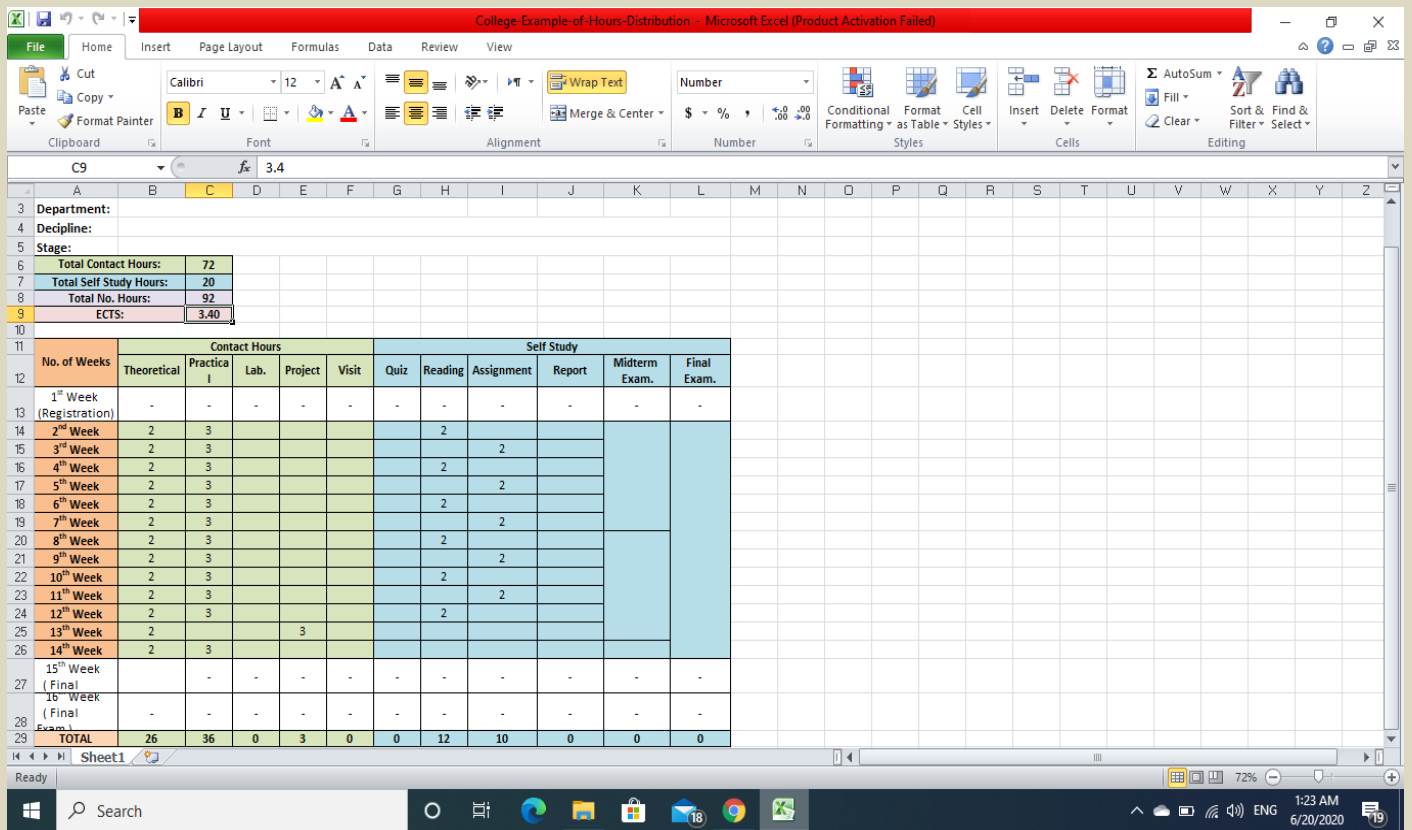 College-Example-of-Hours-Distribution - Microsoft Excel (Product Activation Failed)
File Home Insert Page Layout Formulas Data Review View
Paste Cut Copy Format Painter
Calibri 12 A A
B I U A
Wrap Text
Merge & Center
Number
$ % , .0 .00 .00 .0
Conditional Formatting Format as Table Cell Styles
Insert Delete Format
Σ AutoSum Fill Clear
Sort & Filter Find & Select
Clipboard Font Alignment Number Styles Cells Editing
C9 fx 3.4
A B C D E F G H I J K L M N O P Q R S T U V W X Y Z
3 Department:
4 Decipline:
5 Stage:
6 Total Contact Hours: 72
7 Total Self Study Hours: 20
8 Total No. Hours: 92
9 ECTS: 3.40
10
11 No. of Weeks Contact Hours Self Study
12 Theoretical Practical Lab. Project Visit Quiz Reading Assignment Report Midterm Exam. Final Exam.
13 1st Week (Registration) - - - - - - - - - - -
14 2nd Week 2 3 2
15 3rd Week 2 3 2
16 4th Week 2 3 2
17 5th Week 2 3 2
18 6th Week 2 3 2
19 7th Week 2 3 2
20 8th Week 2 3 2
21 9th Week 2 3 2
22 10th Week 2 3 2
23 11th Week 2 3 2
24 12th Week 2 3 2
25 13th Week 2 3
26 14th Week 2 3
27 15th Week ( Final - - - - - - - - - -
28 16th Week ( Final Exam ) - - - - - - - - - - -
29 TOTAL 26 36 0 3 0 0 12 10 0 0 0
Sheet1
Ready 72%
Search 18 ENG 1:23 AM 6/20/2020 19